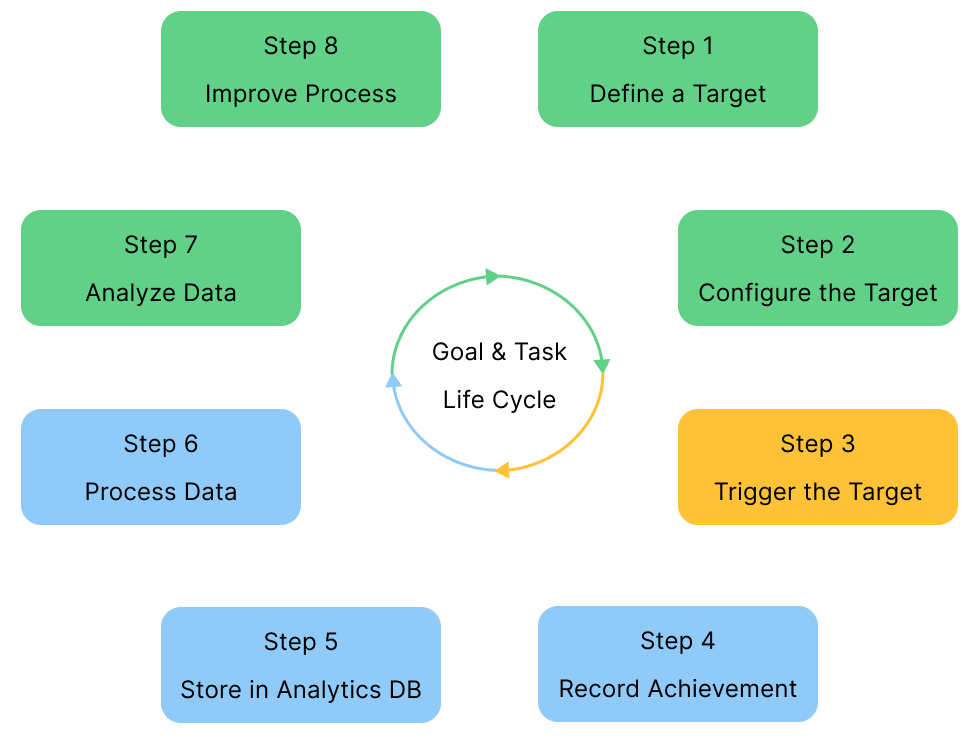 Step 8
Improve Process
Step 1
Define a Target
Step 7
Analyze Data
Step 2
Configure the Target
Goal & Task
Life Cycle
Step 6
Process Data
Step 3
Trigger the Target
Step 5
Store in Analytics DB
Step 4
Record Achievement